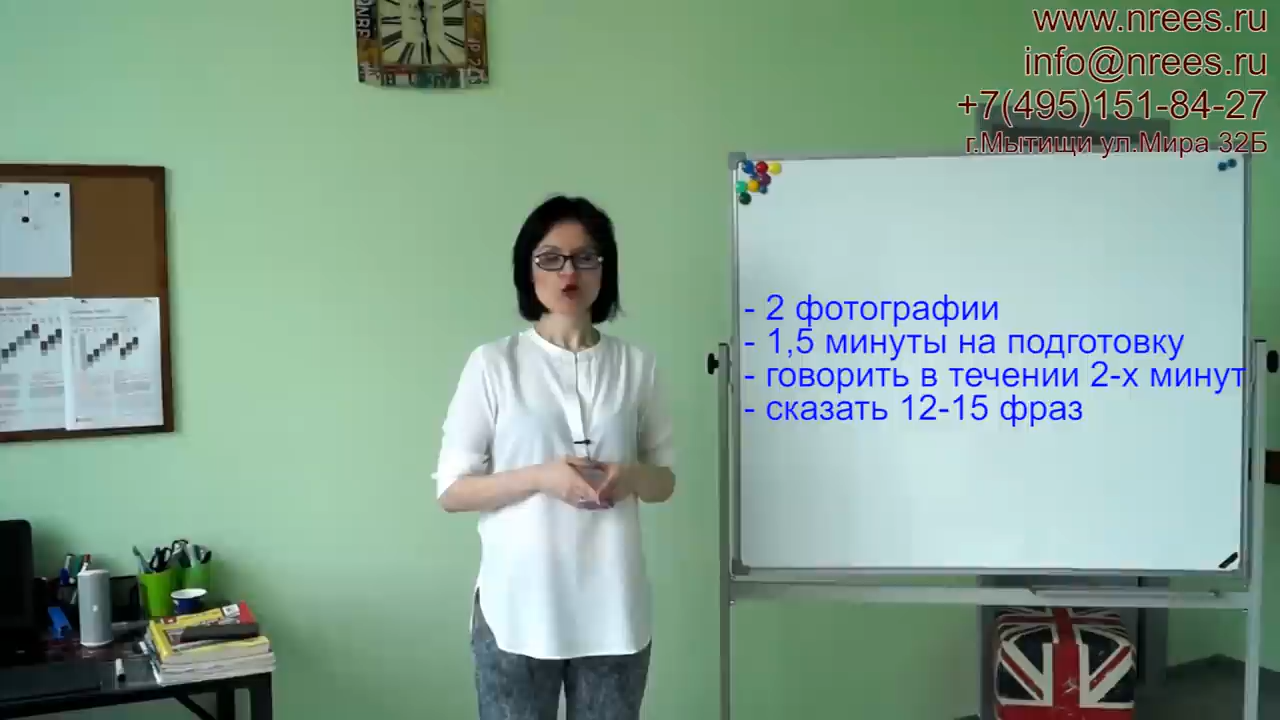 www.nrees.ru
info@nrees.ru
+7(495)151-84-27
г.Мытищи ул.Мира 32Б
- 2 фотографии
- 1,5 минуты на подготовку
- говорить в течении 2-х минут
- сказать 12-15 фраз